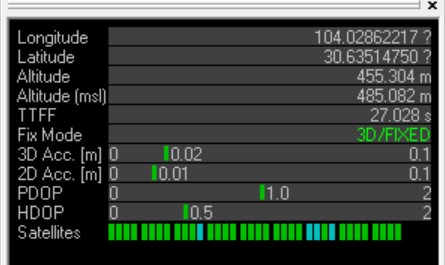 Longitude 104.02862217 ?
Latitude 30.63514750 ?
Altitude 455.304 m
Altitude (msl) 485.082 m
TTFF 27.028 s
Fix Mode 3D/FIXED
3D Acc. [m] 0 0.02 0.1
2D Acc. [m] 0 0.01 0.1
PDOP 0 1.0 2
HDOP 0 0.5 2
Satellites